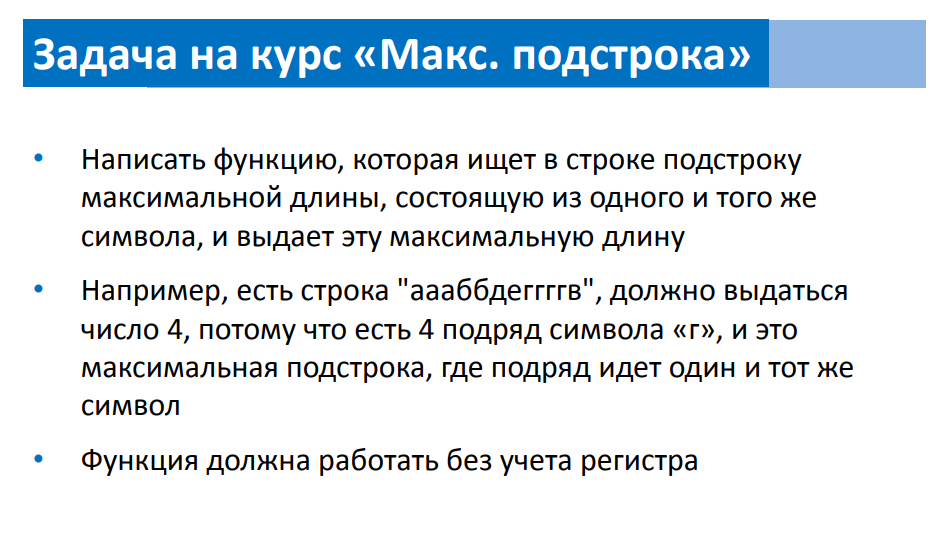 Задача на курс «Макс. подстрока»
• Написать функцию, которая ищет в строке подстроку
максимальной длины, состоящую из одного и того же
символа, и выдает эту максимальную длину
• Например, есть строка "аааббдеггггв", должно выдаться
число 4, потому что есть 4 подряд символа «г», и это
максимальная подстрока, где подряд идет один и тот же
символ
• Функция должна работать без учета регистра